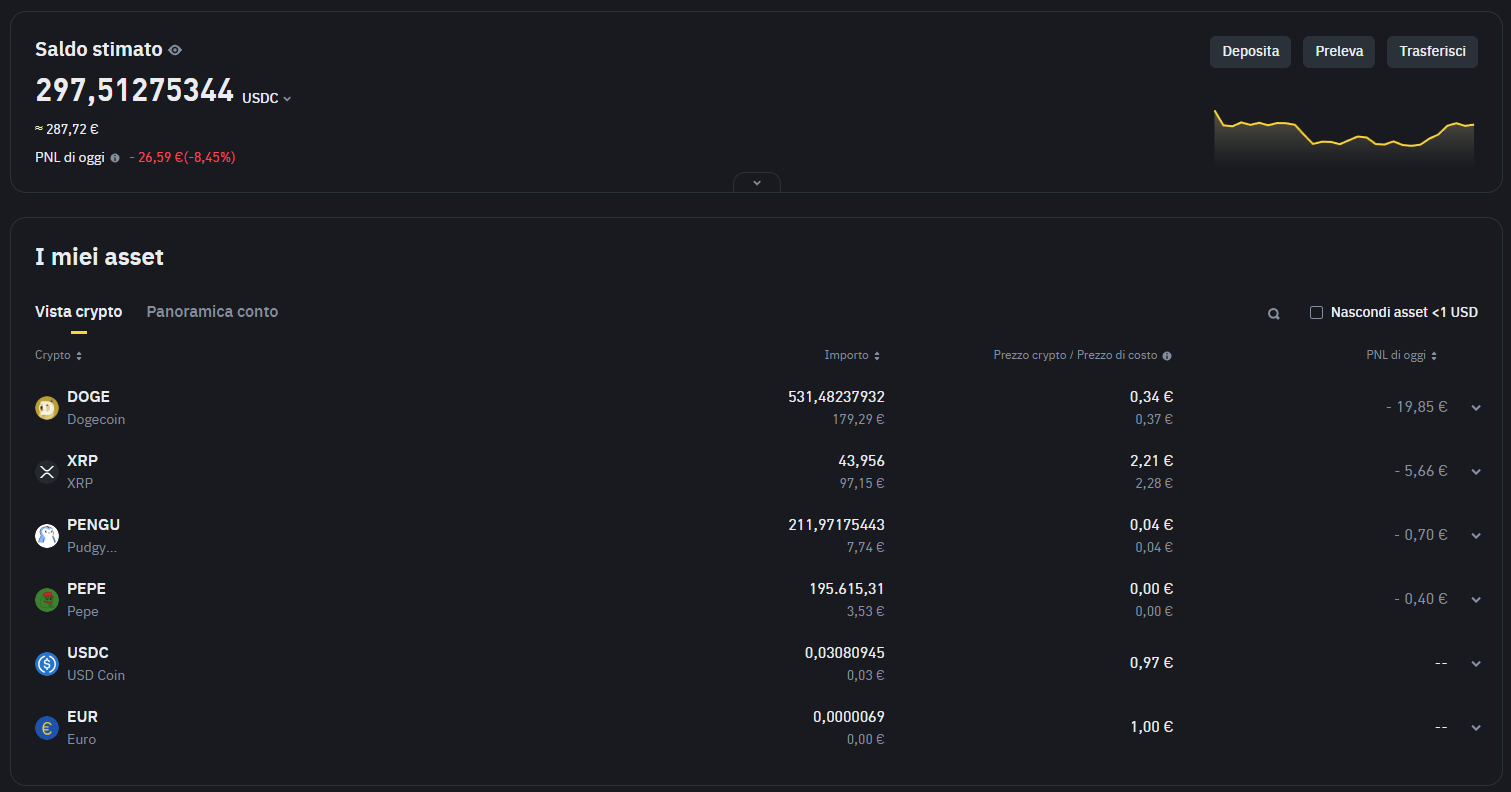 Saldo stimato
Deposita Preleva Trasferisci
297,51275344 USDC
≈ 287,72 €
PNL di oggi - 26,59 €(-8,45%)
I miei asset
Vista crypto Panoramica conto Nascondi asset <1 USD
Crypto Importo Prezzo crypto / Prezzo di costo PNL di oggi
DOGE 531,48237932 0,34 €
Dogecoin 179,29 € 0,37 € - 19,85 €
XRP 43,956 2,21 €
XRP 97,15 € 2,28 € - 5,66 €
PENGU 211,97175443 0,04 €
Pudgy... 7,74 € 0,04 € - 0,70 €
PEPE 195.615,31 0,00 €
Pepe 3,53 € 0,00 € - 0,40 €
USDC 0,03080945 0,97 € --
USD Coin 0,03 €
EUR 0,0000069 1,00 € --
Euro 0,00 €